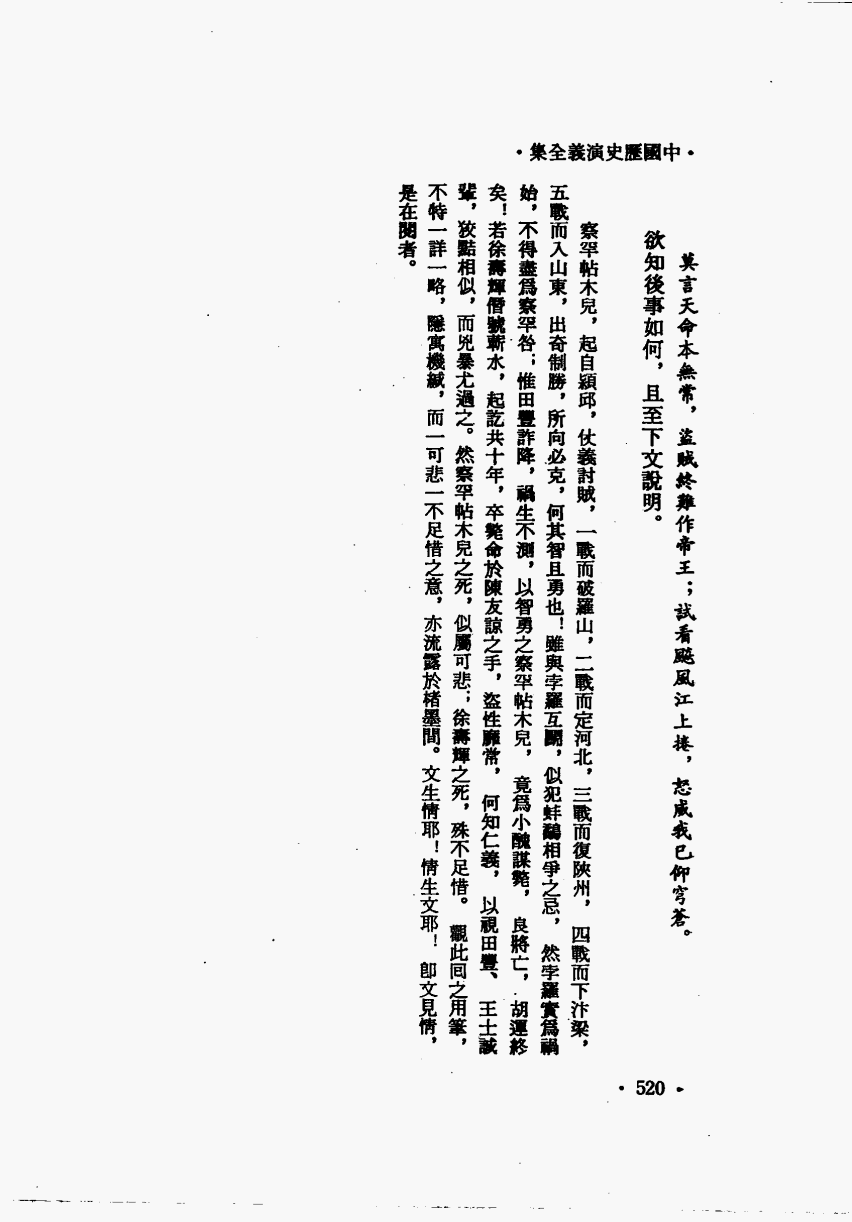 ・中國歷史演義全集・
莫言天命本無常，盜賊終難作帝王；試看颶風江上捲，怒威我已仰穹蒼。
欲知後事如何，且至下文說明。
察罕帖木兒，起自潁邱，仗義討賊，一戰而破羅山，二戰而定河北，三戰而復陝州，四戰而下汴梁，
五戰而入山東，出奇制勝，所向必克，何其智且勇也！雖與孛羅互鬭，似犯蚌鷸相爭之忌，然孛羅實爲禍
始，不得盡爲察罕咎；惟田豐詐降，禍生不測，以智勇之察罕帖木兒，竟爲小醜謀斃，良將亡，胡運終
矣！若徐壽輝僭號蘄水，起訖共十年，卒斃命於陳友諒之手，盜性靡常，何知仁義，以視田豐、王士誠
輩，狡黠相似，而兇暴尤過之。然察罕帖木兒之死，似屬可悲；徐壽輝之死，殊不足惜。觀此回之用筆，
不特一詳一略，隱寓機緘，而一可悲一不足惜之意，亦流露於楮墨間。文生情耶！情生文耶！卽文見情，
是在閱者。
・520・